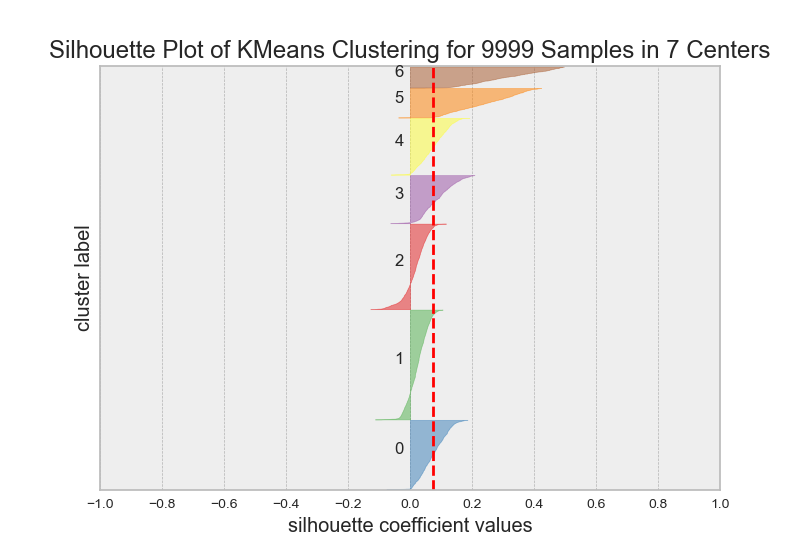 Silhouette Plot of KMeans Clustering for 9999 Samples in 7 Centers
6
5
4
3
2
1
0
cluster label
−1.0 −0.8 −0.6 −0.4 −0.2 0.0 0.2 0.4 0.6 0.8 1.0
silhouette coefficient values